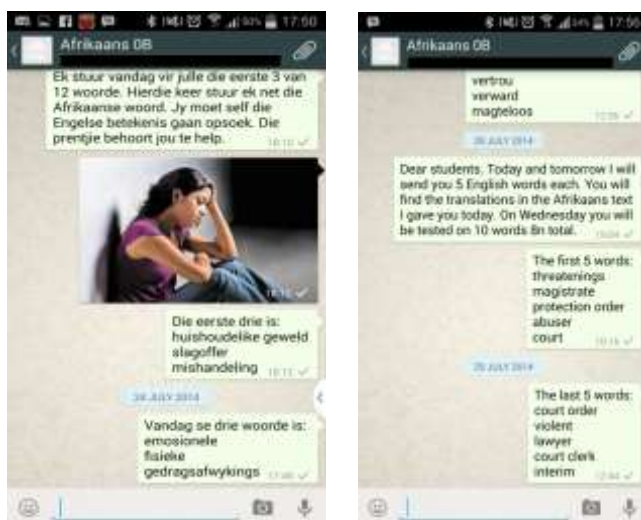 17:50
Afrikaans 0B
Ek stuur vandag vir julle die eerste 3 van
12 woorde. Hierdie keer stuur ek net die
Afrikaanse woord. Jy moet self die
Engelse betekenis gaan opsoek. Die
prentjie behoort jou te help.
Die eerste drie is:
huishoudelike geweld
slagoffer
mishandeling
JULY 2014
Vandag se drie woorde is:
emosionele
fisieke
gedragsafwykings
Afrikaans 0B
vertrou
verward
magteloos
JULY 2014
Dear students. Today and tomorrow I will
send you 5 English words each. You will
find the translations in the Afrikaans text
I gave you today. On Wednesday you will
be tested on 10 words total.
The first 5 words:
threatenings
magistrate
protection order
abuser
court
JULY 2014
The last 5 words:
court order
violent
lawyer
court clerk
interim